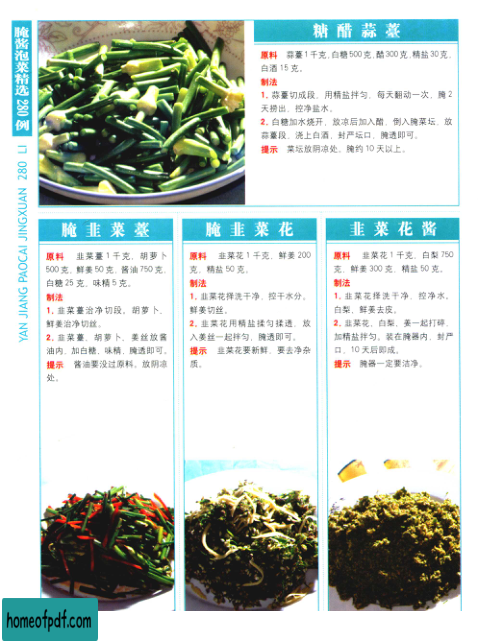 腌酱泡菜精选280例
YAN JIANG PAOCAI JINGXUAN 280 LI
糖醋蒜薹
原料 蒜薹1千克、白糖500克、醋300克、精盐30克、
白酒15克。
制法
1、蒜薹切成段，用精盐拌匀，每天翻动一次，腌2
天捞出，控净盐水。
2、白糖加水烧开，放凉后加入醋，倒入腌菜坛，放
蒜薹段，浇上白酒，封严坛口，腌透即可。
提示 菜坛放阴凉处。腌约10天以上。
腌韭菜薹
原料 韭菜薹1千克，胡萝卜
500克，鲜姜50克，酱油750克，
白糖25克，味精5克。
制法
1、韭菜薹治净切段，胡萝卜、
鲜姜治净切丝。
2、韭菜薹、胡萝卜、姜丝放酱
油内，加白糖、味精，腌透即可。
提示 酱油要没过原料。放阴凉
处。
腌韭菜花
原料 韭菜花1千克，鲜姜200
克，精盐50克。
制法
1、韭菜花择洗干净，控干水分，
鲜姜切丝。
2、韭菜花用精盐揉匀揉透，放
入姜丝一起拌匀，腌透即可。
提示 韭菜花要新鲜，要去净杂
质。
韭菜花酱
原料 韭菜花1千克，白梨750
克，鲜姜300克，精盐50克。
制法
1、韭菜花择洗干净，控净水，
白梨、鲜姜去皮。
2、韭菜花、白梨、姜一起打碎，
加精盐拌匀，装在腌器内，封严
口，10天后即成。
提示 腌器一定要洁净。
homeofpdf.com